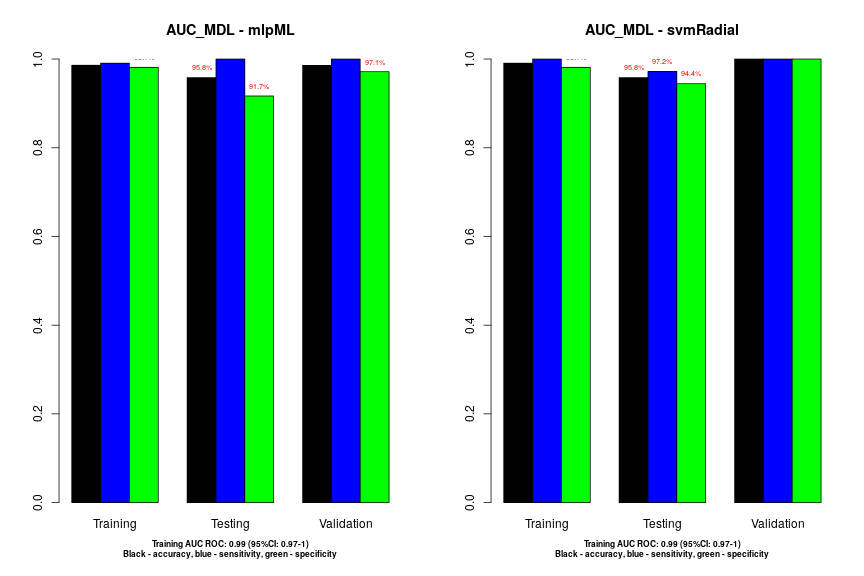 AUC_MDL - mlpML
1.0
0.8
0.6
0.4
0.2
0.0
95.8%
91.7%
97.1%
Training
Testing
Validation
Training AUC ROC: 0.99 (95%CI: 0.97-1)
Black - accuracy, blue - sensitivity, green - specificity
AUC_MDL - svmRadial
1.0
0.8
0.6
0.4
0.2
0.0
95.8%
97.2%
94.4%
Training
Testing
Validation
Training AUC ROC: 0.99 (95%CI: 0.97-1)
Black - accuracy, blue - sensitivity, green - specificity